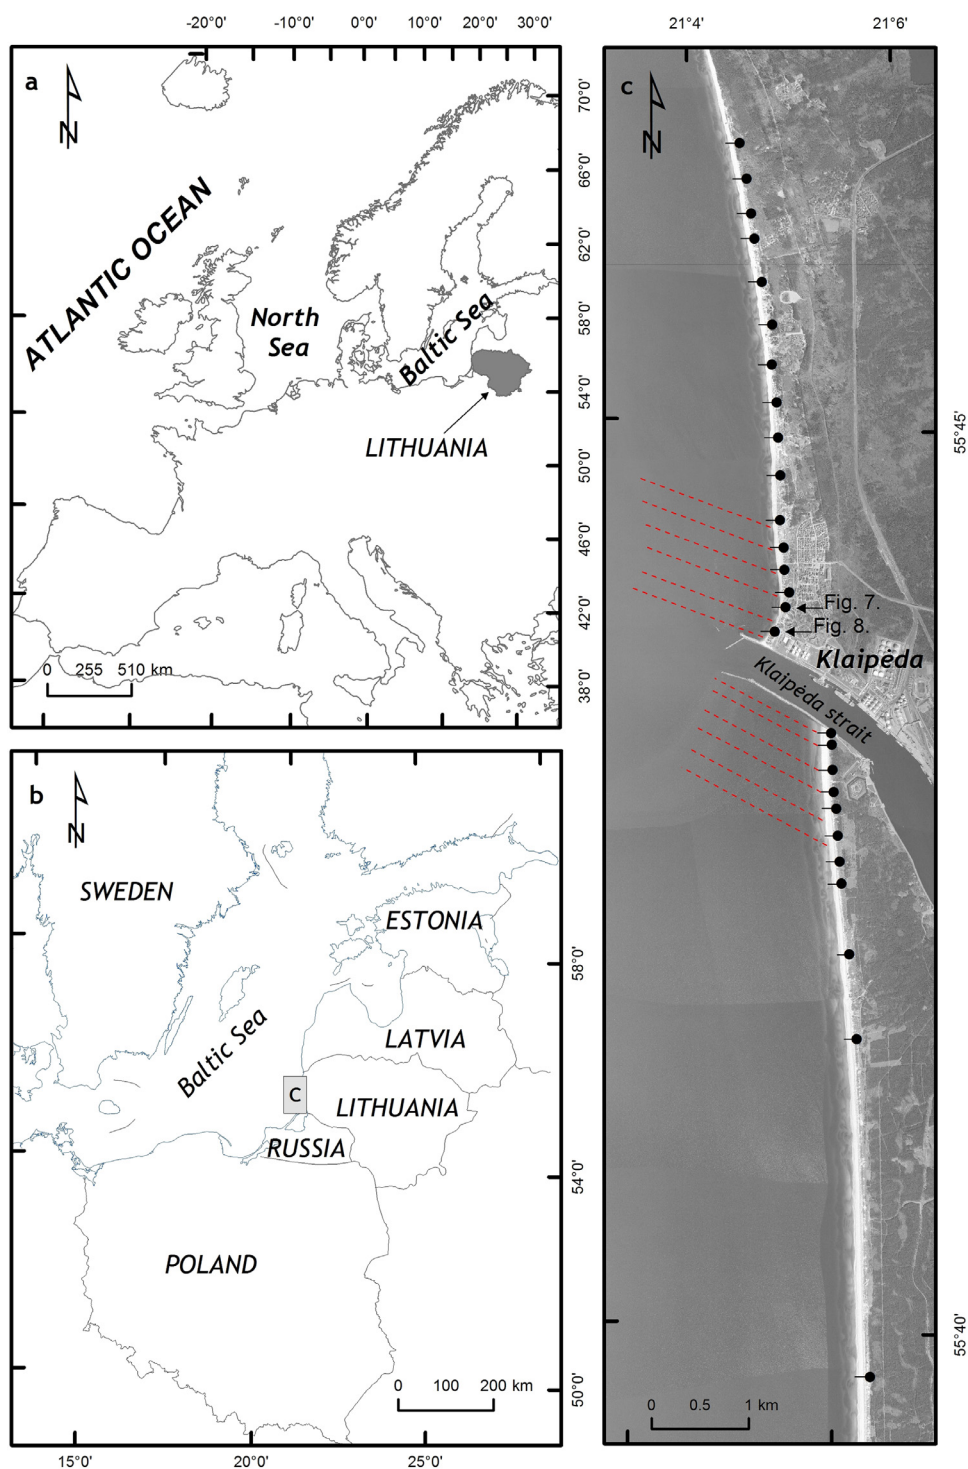 -20°0'
-10°0'
0°0'
10°0'
20°0'
30°0'
a
N
ATLANTIC OCEAN
North
Sea
Baltic Sea
LITHUANIA
0 255 510 km
70°0'
66°0'
62°0'
58°0'
54°0'
50°0'
46°0'
42°0'
38°0'
b
N
SWEDEN
ESTONIA
Baltic Sea
LATVIA
C
LITHUANIA
RUSSIA
POLAND
0 100 200 km
58°0'
54°0'
50°0'
15°0'
20°0'
25°0'
21°4'
21°6'
c
N
55°45'
Fig. 7.
Fig. 8.
Klaipėda
Klaipėda strait
55°40'
0 0.5 1 km